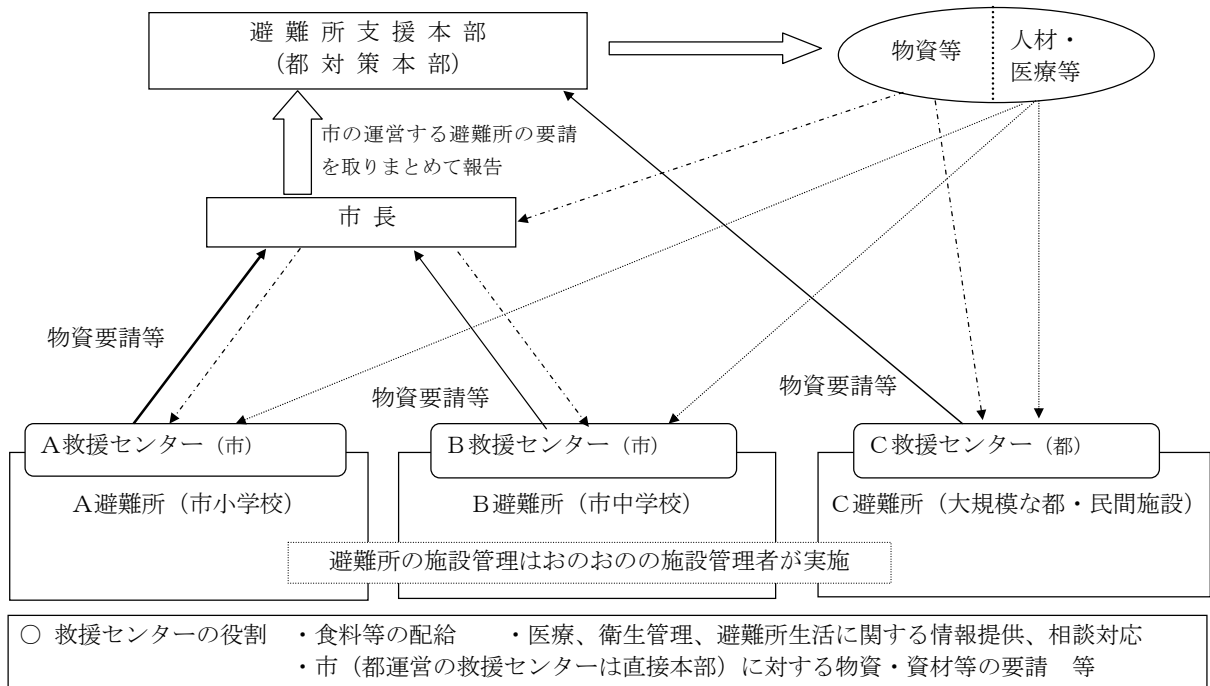 避 難 所 支 援 本 部
（都 対 策 本 部）
物資等
人材・
医療等
市の運営する避難所の要請
を取りまとめて報告
市 長
物資要請等
物資要請等
物資要請等
Ａ救援センター（市）
Ｂ救援センター（市）
Ｃ救援センター（都）
Ａ避難所（市小学校）
Ｂ避難所（市中学校）
Ｃ避難所（大規模な都・民間施設）
避難所の施設管理はおのおのの施設管理者が実施
○ 救援センターの役割　・食料等の配給　　・医療、衛生管理、避難所生活に関する情報提供、相談対応
・市（都運営の救援センターは直接本部）に対する物資・資材等の要請　等